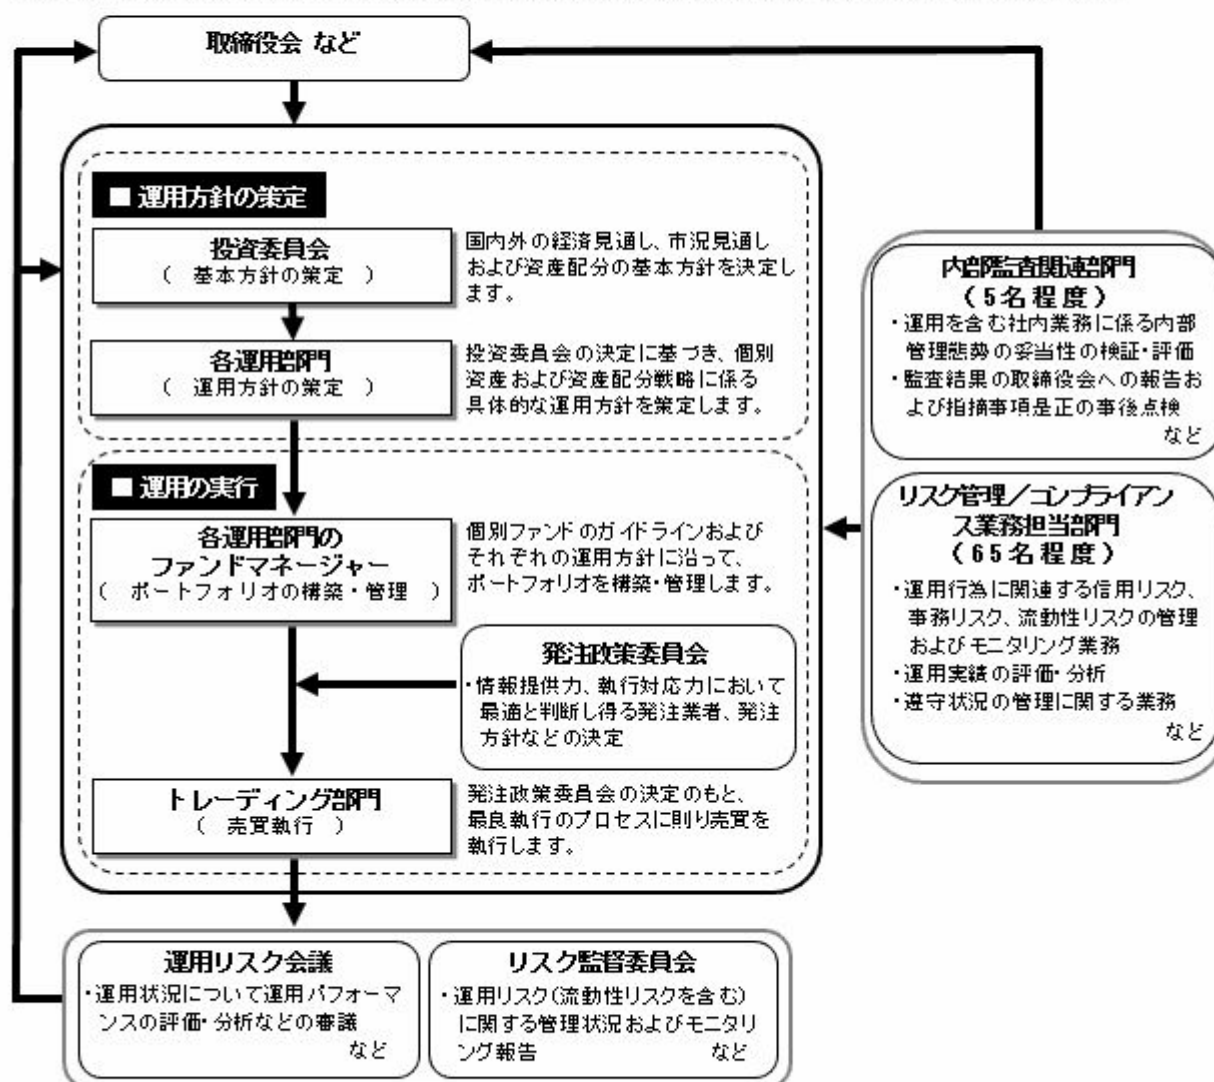 取締役会 など
■ 運用方針の策定
投資委員会
( 基本方針の策定 )
国内外の経済見通し、市況見通し
および資産配分の基本方針を決定し
ます。
各運用部門
( 運用方針の策定 )
投資委員会の決定に基づき、個別
資産および資産配分戦略に係る
具体的な運用方針を策定します。
■ 運用の実行
各運用部門の
ファンドマネージャー
( ポートフォリオの構築・管理 )
個別ファンドのガイドラインおよび
それぞれの運用方針に沿って、
ポートフォリオを構築・管理します。
発注政策委員会
・情報提供力、執行対応力において
最適と判断し得る発注業者、発注
方針などの決定
トレーディング部門
( 売買執行 )
発注政策委員会の決定のもと、
最良執行のプロセスに則り売買を
執行します。
内部監査関連部門
(5名程度)
・運用を含む社内業務に係る内部
管理態勢の妥当性の検証・評価
・監査結果の取締役会への報告お
よび指摘事項是正の事後点検
など
リスク管理/コンプライアン
ス業務担当部門
(65名程度)
・運用行為に関連する信用リスク、
事務リスク、流動性リスクの管理
およびモニタリング業務
・運用実績の評価・分析
・遵守状況の管理に関する業務
など
運用リスク会議
・運用状況について運用パフォーマ
ンスの評価・分析などの審議
など
リスク監督委員会
・運用リスク(流動性リスクを含む)
に関する管理状況およびモニタリ
ング報告 など